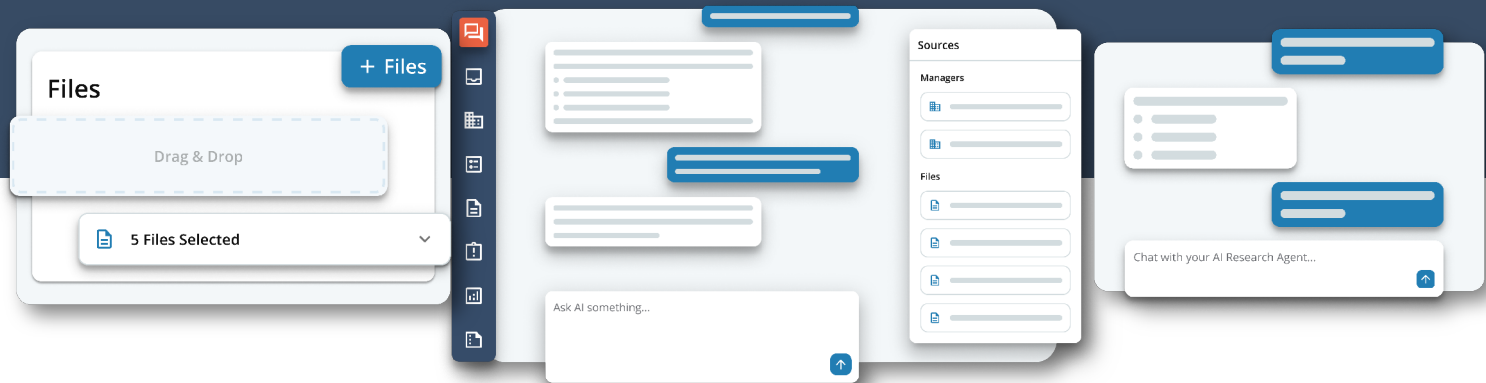 + Files
Files
Drag & Drop
5 Files Selected
Ask AI something...
Sources
Managers
Files
Chat with your AI Research Agent...